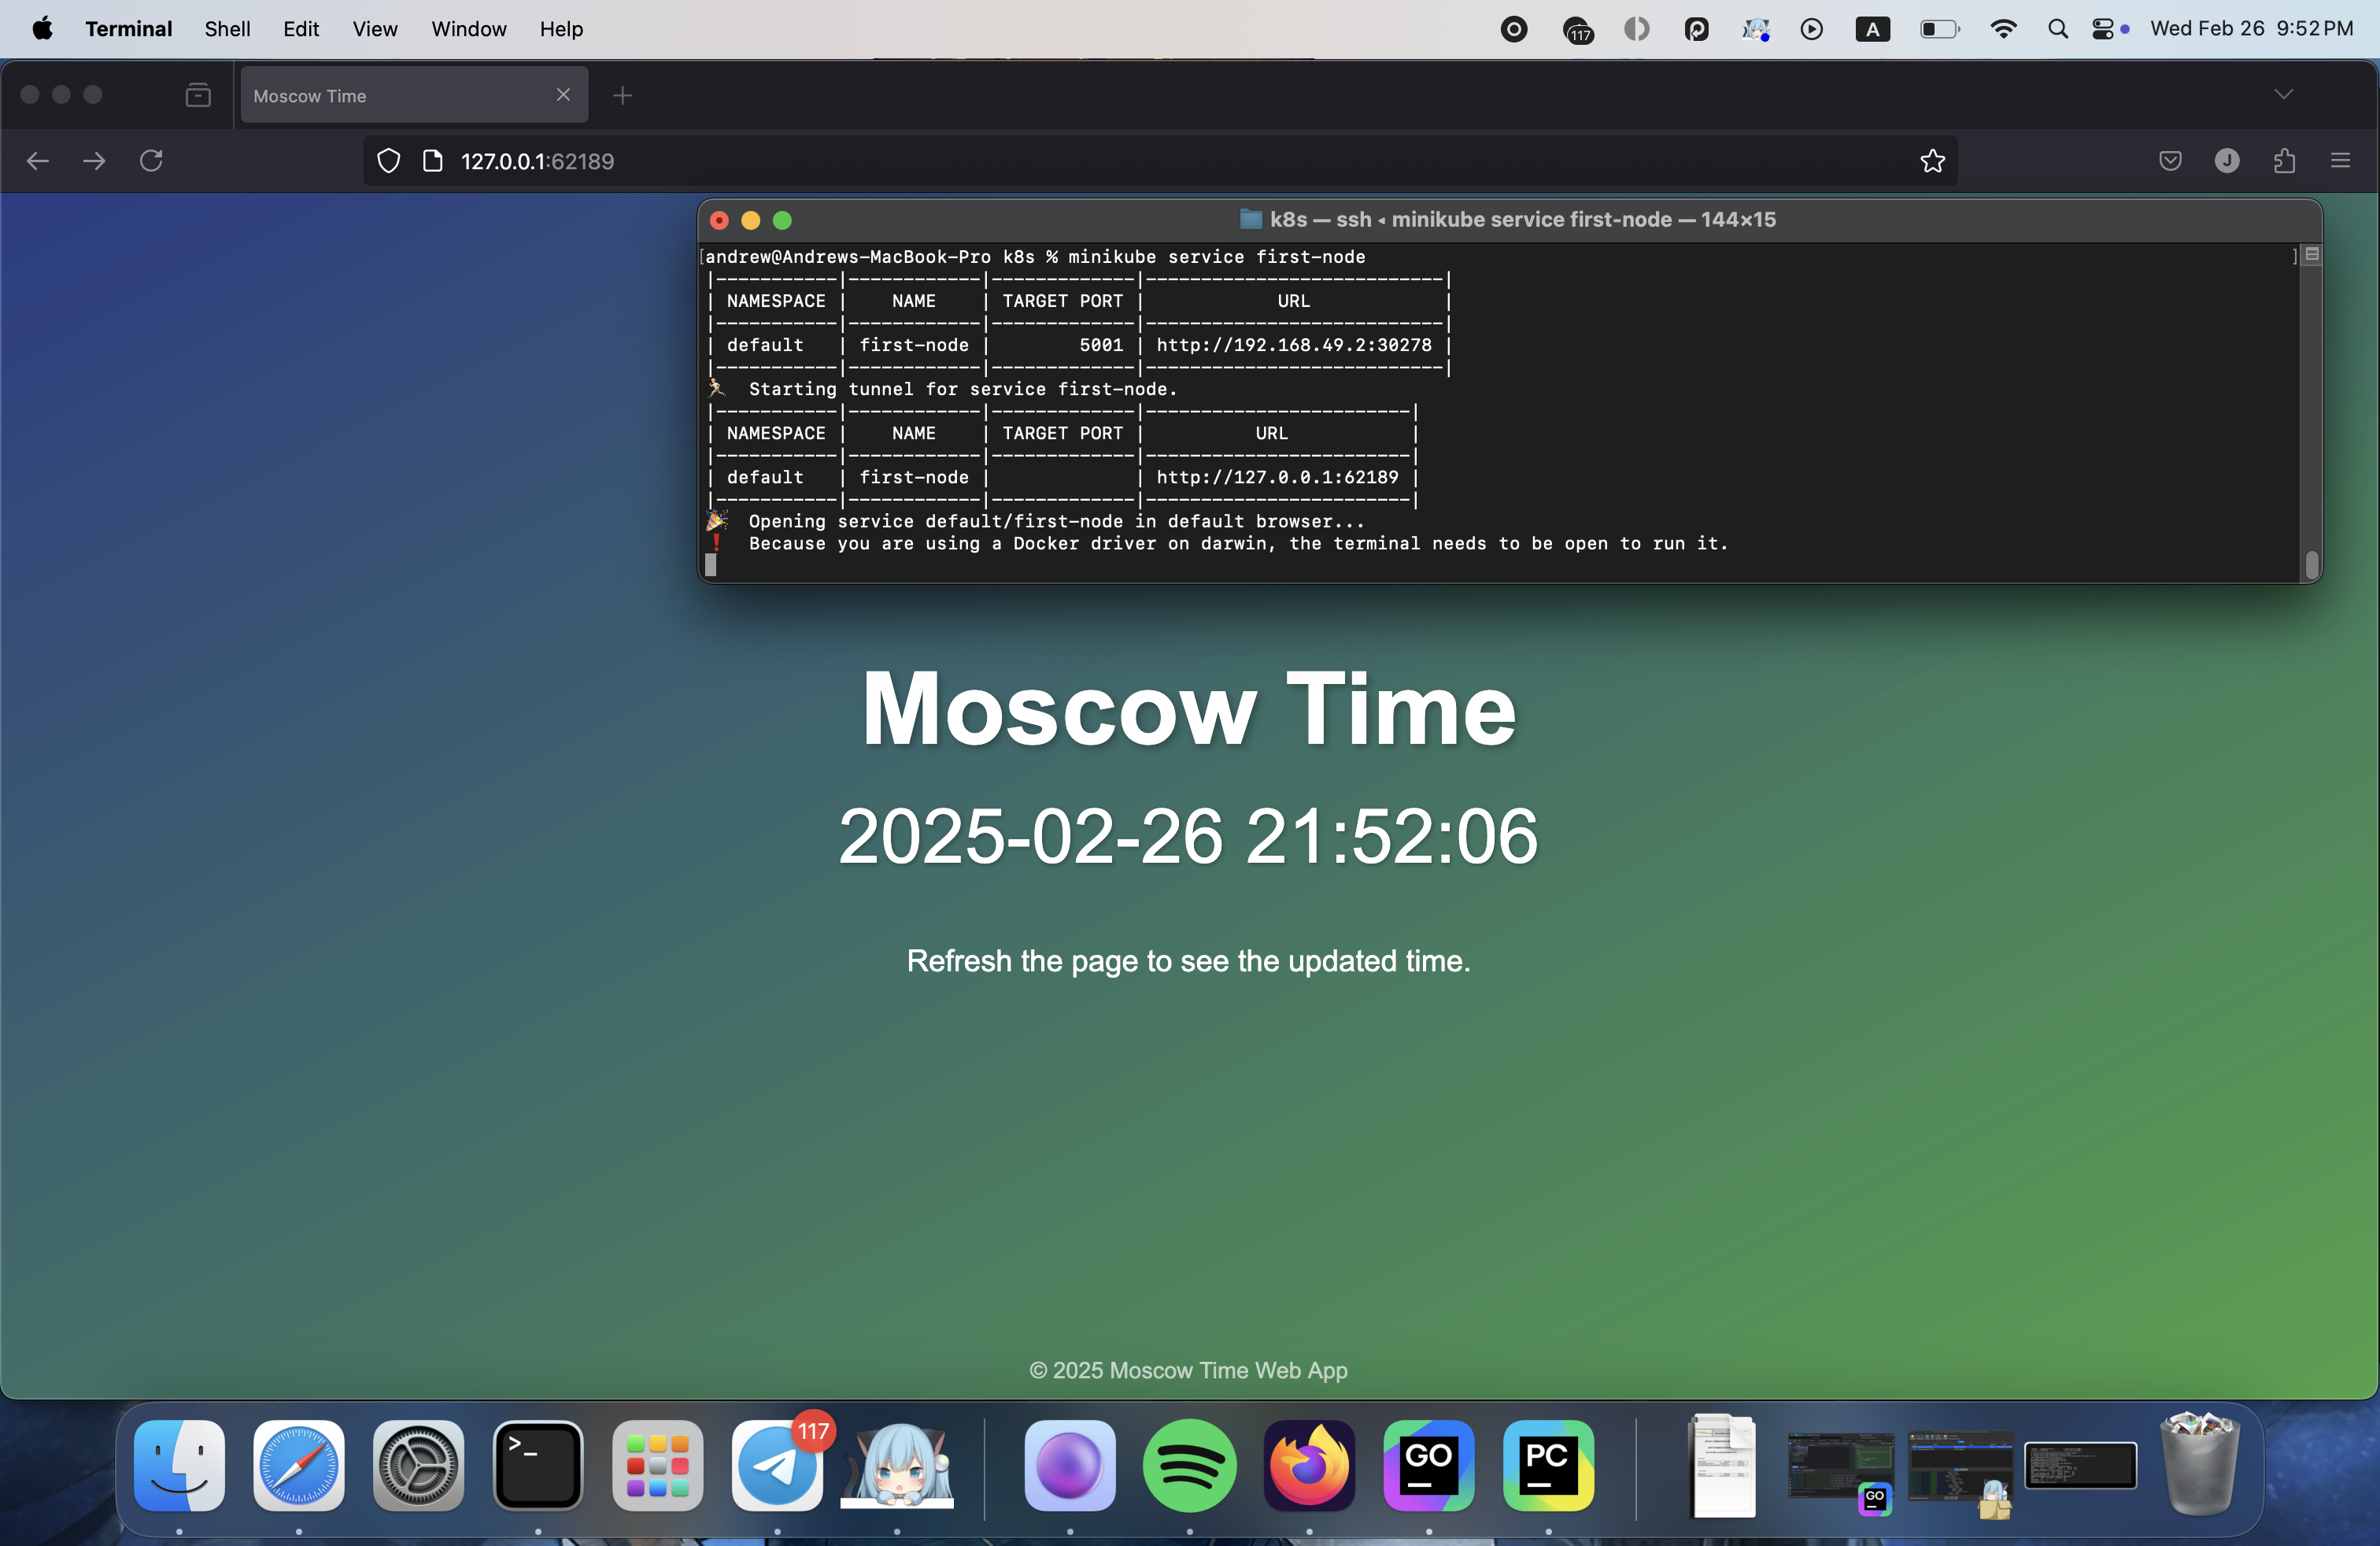 Terminal Shell Edit View Window Help 117 A Wed Feb 26 9:52 PM
Moscow Time
127.0.0.1:62189 J
k8s — ssh ◂ minikube service first-node — 144×15
[andrew@Andrews-MacBook-Pro k8s % minikube service first-node ]
|-----------|------------|-------------|---------------------------|
| NAMESPACE | NAME | TARGET PORT | URL |
|-----------|------------|-------------|---------------------------|
| default | first-node | 5001 | http://192.168.49.2:30278 |
|-----------|------------|-------------|---------------------------|
🏃 Starting tunnel for service first-node.
|-----------|------------|-------------|------------------------|
| NAMESPACE | NAME | TARGET PORT | URL |
|-----------|------------|-------------|------------------------|
| default | first-node | | http://127.0.0.1:62189 |
|-----------|------------|-------------|------------------------|
🎉 Opening service default/first-node in default browser...
❗ Because you are using a Docker driver on darwin, the terminal needs to be open to run it.
Moscow Time
2025-02-26 21:52:06
Refresh the page to see the updated time.
© 2025 Moscow Time Web App
>_ 117 GO PC GO